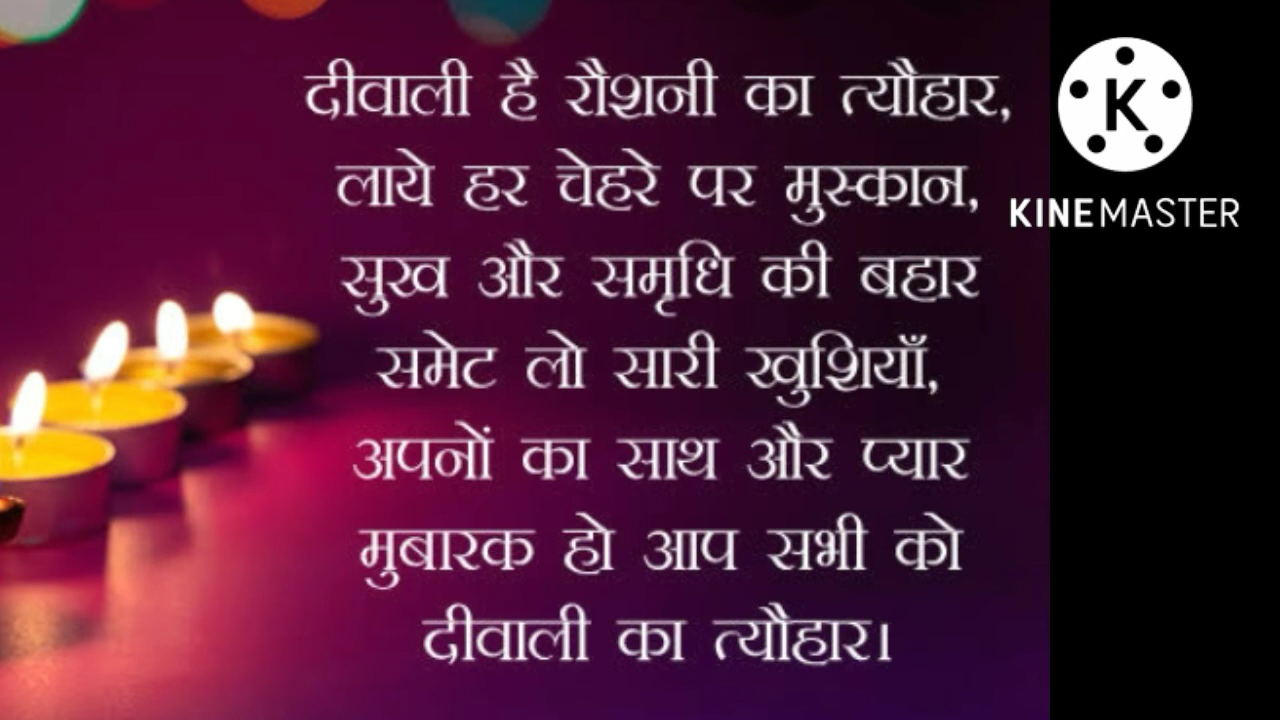 दीवाली है रौशनी का त्यौहार,
लाये हर चेहरे पर मुस्कान,
सुख और समृधि की बहार
समेट लो सारी खुशियाँ,
अपनों का साथ और प्यार
मुबारक हो आप सभी को
दीवाली का त्यौहार।
K
KINEMASTER